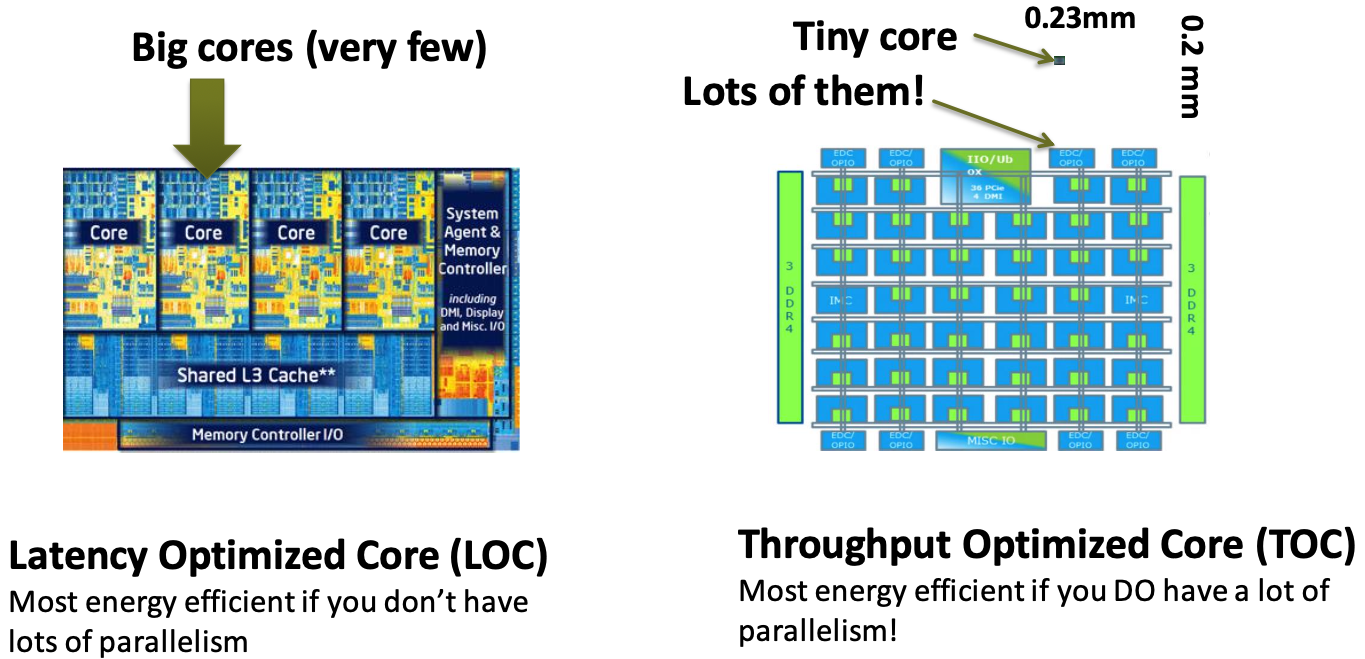 Big cores (very few)
Core
Core
Core
Core
System
Agent &
Memory
Controller
including
DMI, Display
and Misc. I/O
Shared L3 Cache**
Memory Controller I/O
Latency Optimized Core (LOC)
Most energy efficient if you don't have
lots of parallelism
0.23mm
0.2 mm
Tiny core
Lots of them!
EDC
OPIO
EDC/
OPIO
IIO/Ub
ox
36 PCie
4 DMI
EDC/
OPIO
EDC/
OPIO
3
D
D
R
4
IMC
IMC
3
D
D
R
4
EDC/
OPIO
EDC/
OPIO
MISC IO
EDC/
OPIO
EDC/
OPIO
Throughput Optimized Core (TOC)
Most energy efficient if you DO have a lot of
parallelism!